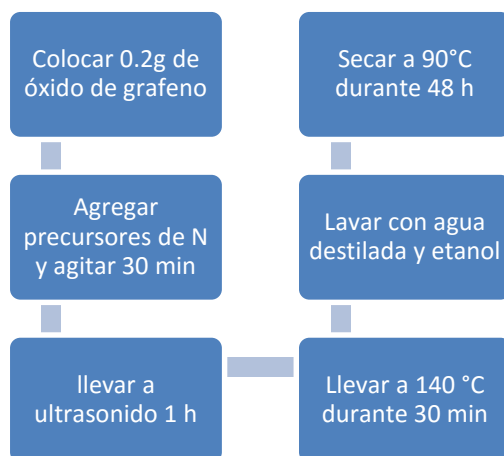 Colocar 0.2g de
óxido de grafeno
Agregar
precursores de N
y agitar 30 min
llevar a
ultrasonido 1 h
Llevar a 140 °C
durante 30 min
Lavar con agua
destilada y etanol
Secar a 90°C
durante 48 h